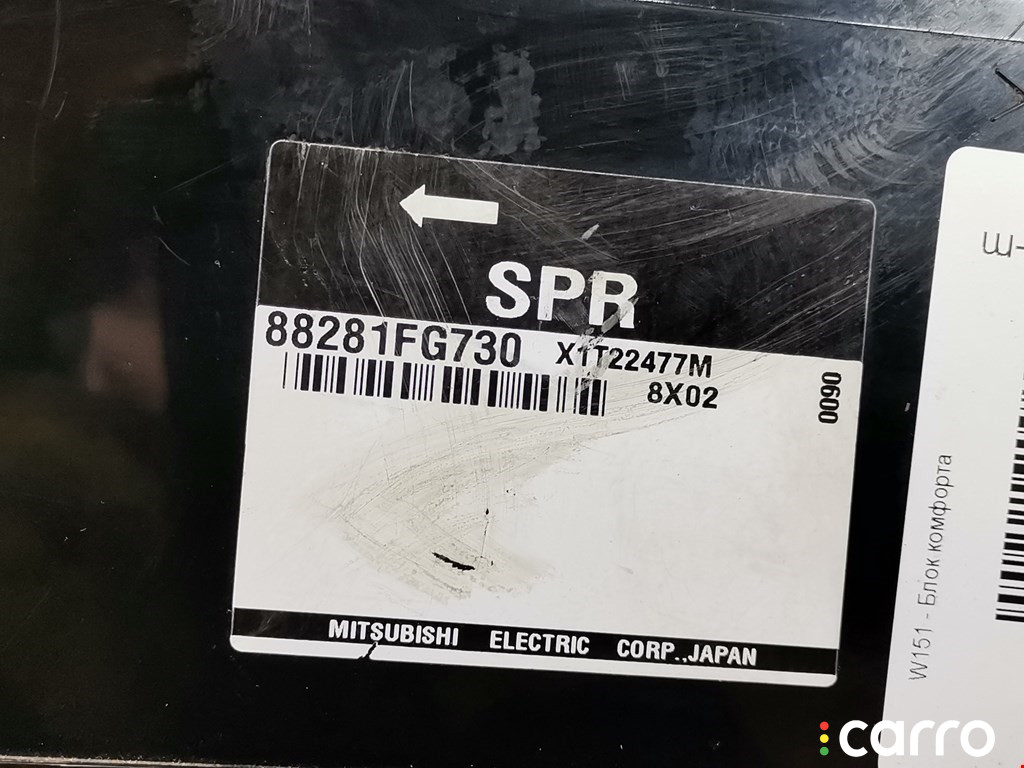 SPR
88281FG730 X1T22477M
8X02
0090
MITSUBISHI ELECTRIC CORP.,JAPAN
W151 - Блок комфорта
carro